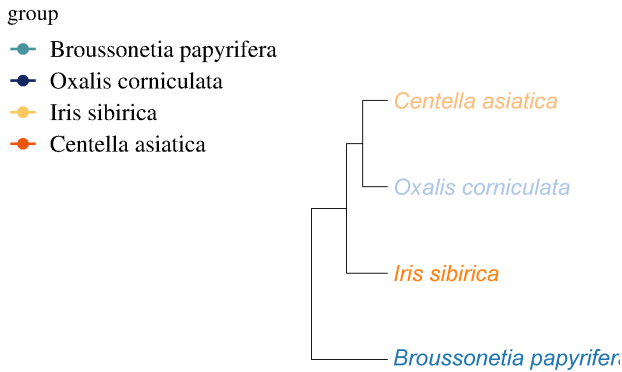 group
Broussonetia papyrifera
Oxalis corniculata
Iris sibirica
Centella asiatica
Centella asiatica
Oxalis corniculata
Iris sibirica
Broussonetia papyrifera